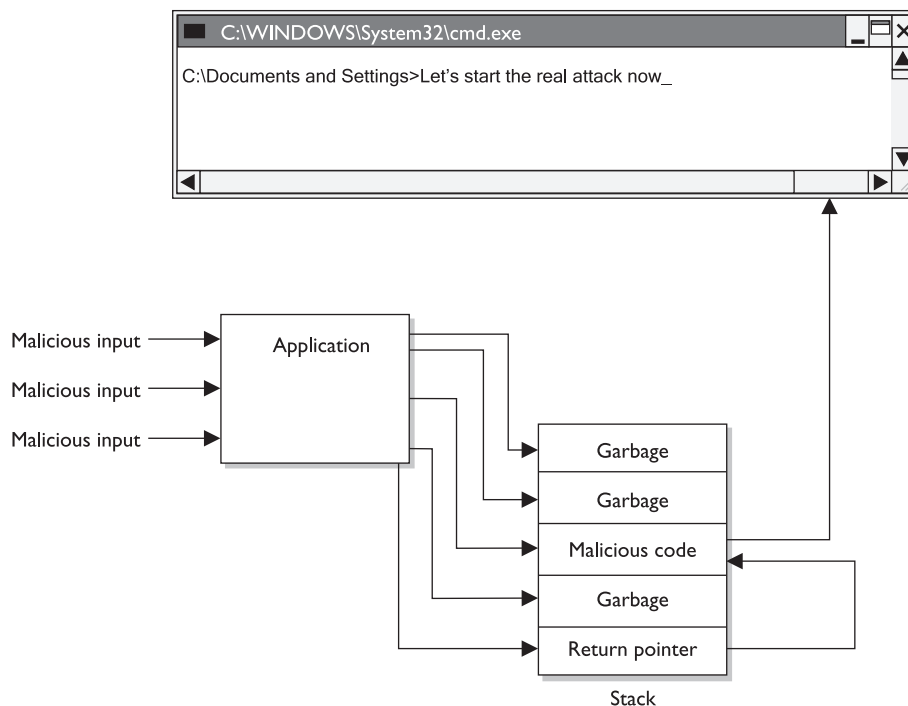 C:\WINDOWS\System32\cmd.exe
C:\Documents and Settings>Let's start the real attack now_
Malicious input
Malicious input
Malicious input
Application
Garbage
Garbage
Malicious code
Garbage
Return pointer
Stack